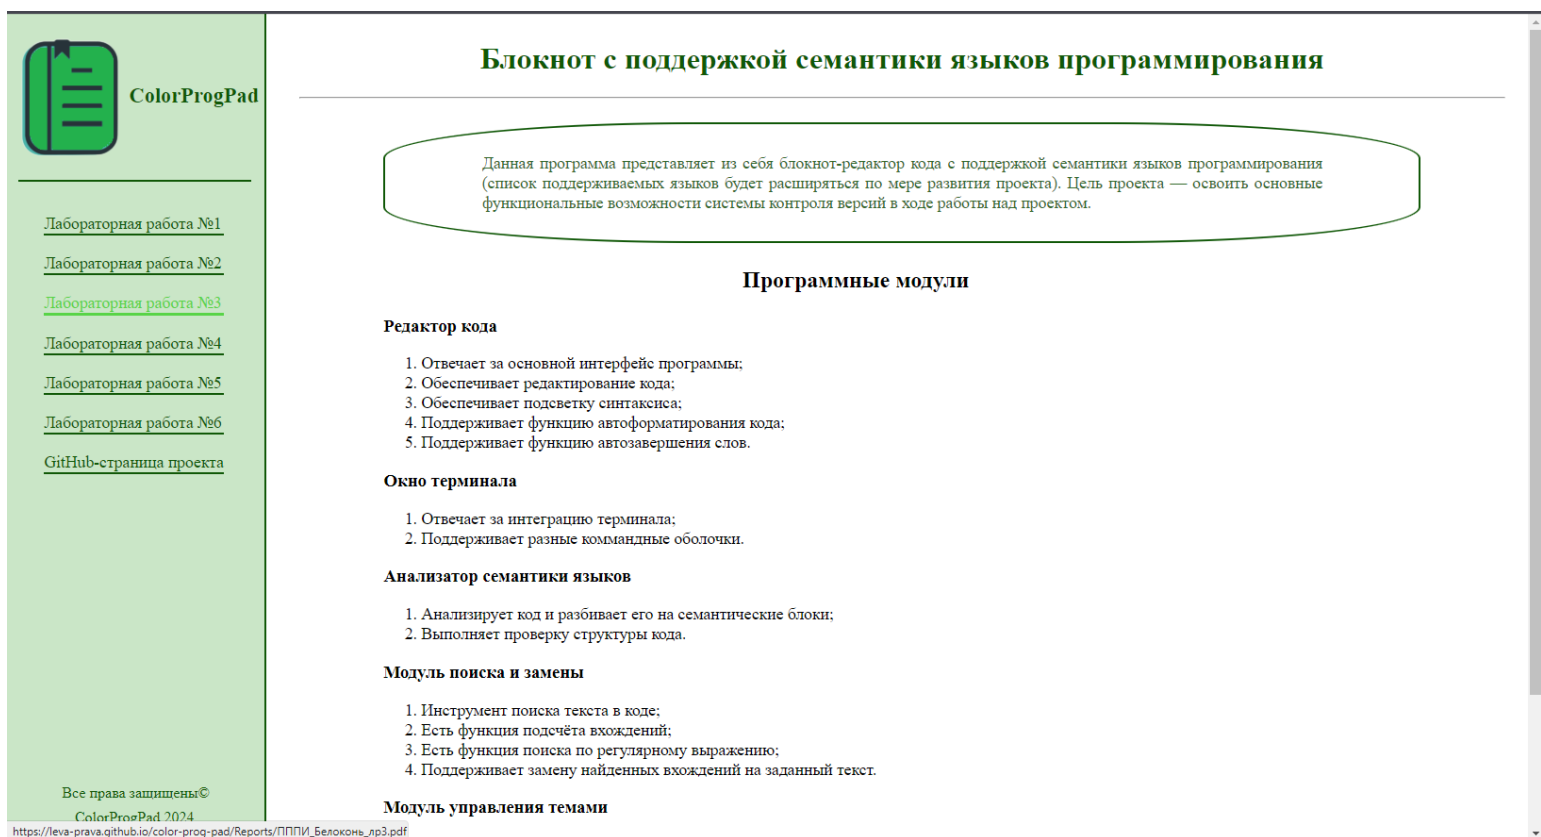 ColorProgPad
Лабораторная работа №1
Лабораторная работа №2
Лабораторная работа №3
Лабораторная работа №4
Лабораторная работа №5
Лабораторная работа №6
GitHub-страница проекта
Все права защищены©
ColorProgPad 2024
Блокнот с поддержкой семантики языков программирования
Данная программа представляет из себя блокнот-редактор кода с поддержкой семантики языков программирования
(список поддерживаемых языков будет расширяться по мере развития проекта). Цель проекта — освоить основные
функциональные возможности системы контроля версий в ходе работы над проектом.
Программные модули
Редактор кода
1. Отвечает за основной интерфейс программы;
2. Обеспечивает редактирование кода;
3. Обеспечивает подсветку синтаксиса;
4. Поддерживает функцию автоформатирования кода;
5. Поддерживает функцию автозавершения слов.
Окно терминала
1. Отвечает за интеграцию терминала;
2. Поддерживает разные коммандные оболочки.
Анализатор семантики языков
1. Анализирует код и разбивает его на семантические блоки;
2. Выполняет проверку структуры кода.
Модуль поиска и замены
1. Инструмент поиска текста в коде;
2. Есть функция подсчёта вхождений;
3. Есть функция поиска по регулярному выражению;
4. Поддерживает замену найденных вхождений на заданный текст.
Модуль управления темами
https://leva-prava.github.io/color-prog-pad/Reports/ПППИ_Белоконь_лр3.pdf